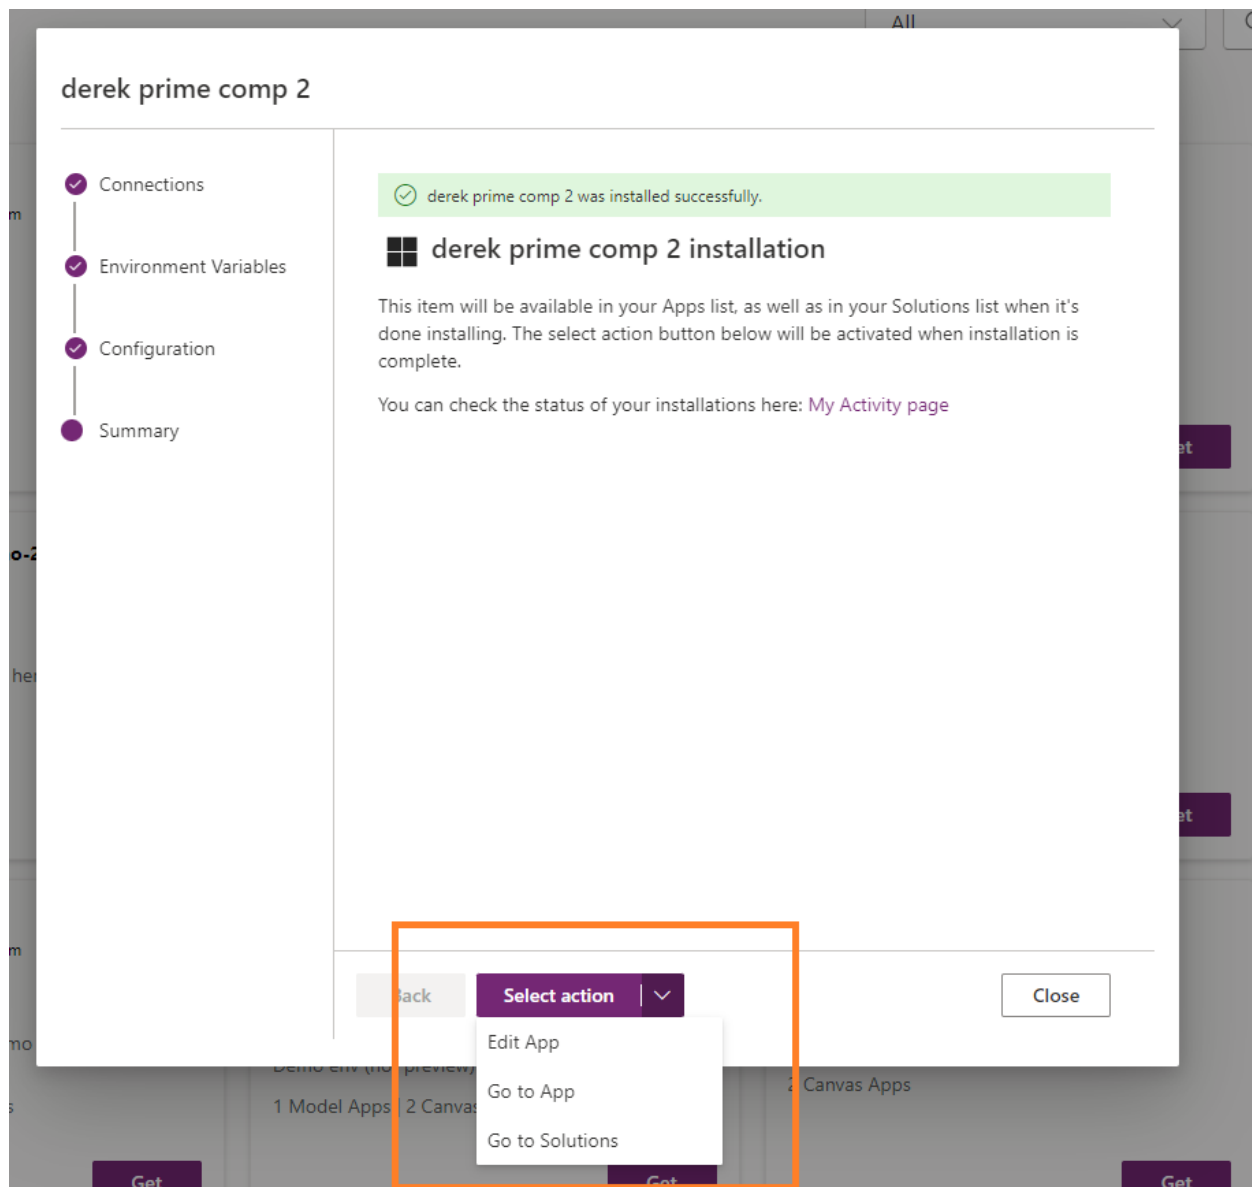 All
derek prime comp 2
Connections
Environment Variables
Configuration
Summary
derek prime comp 2 was installed successfully.
derek prime comp 2 installation
This item will be available in your Apps list, as well as in your Solutions list when it's
done installing. The select action button below will be activated when installation is
complete.
You can check the status of your installations here: My Activity page
Back
Select action
Close
Edit App
Go to App
Go to Solutions
1 Model Apps | 2 Canvas
2 Canvas Apps
Get
Get
Get